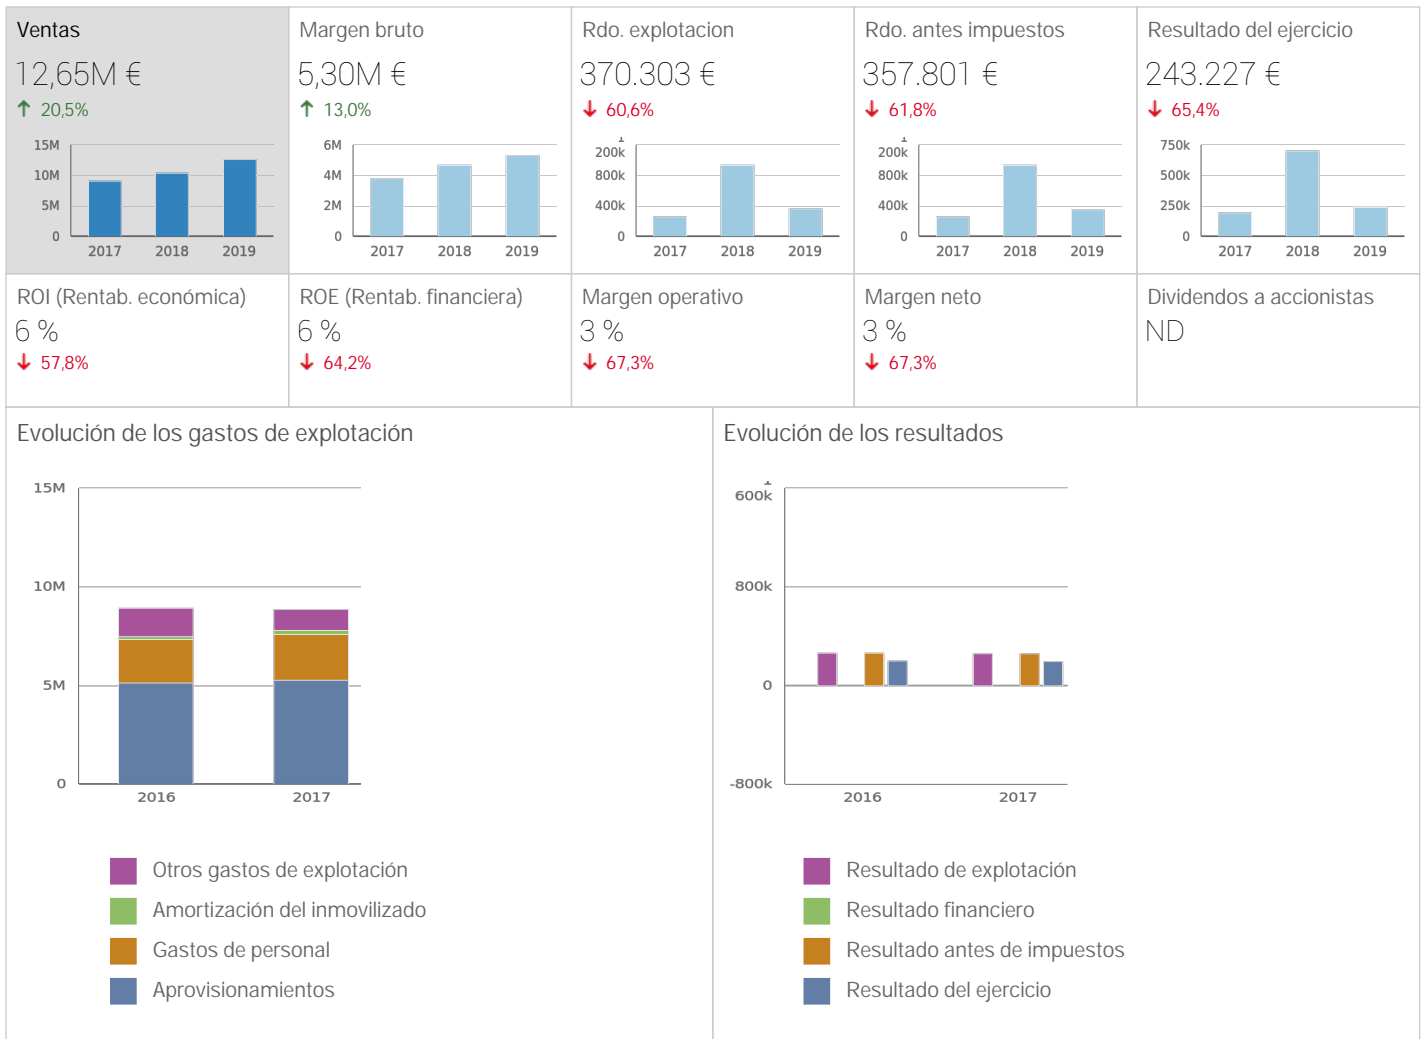 Ventas
12,65M €
20,5%
15M
10M
5M
0
2017 2018 2019
Margen bruto
5,30M €
13,0%
6M
4M
2M
0
2017 2018 2019
Rdo. explotacion
370.303 €
60,6%
200k
800k
400k
0
2017 2018 2019
Rdo. antes impuestos
357.801 €
61,8%
200k
800k
400k
0
2017 2018 2019
Resultado del ejercicio
243.227 €
65,4%
750k
500k
250k
0
2017 2018 2019
ROI (Rentab. económica)
6 %
57,8%
ROE (Rentab. financiera)
6 %
64,2%
Margen operativo
3 %
67,3%
Margen neto
3 %
67,3%
Dividendos a accionistas
ND
Evolución de los gastos de explotación
15M
10M
5M
0
2016 2017
Otros gastos de explotación
Amortización del inmovilizado
Gastos de personal
Aprovisionamientos
Evolución de los resultados
600k
800k
0
-800k
2016 2017
Resultado de explotación
Resultado financiero
Resultado antes de impuestos
Resultado del ejercicio